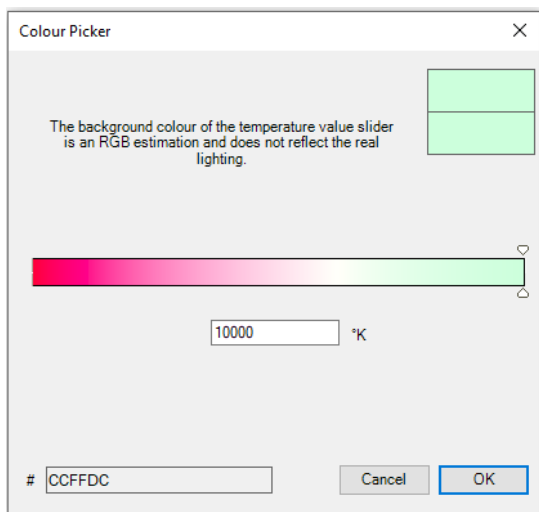 Colour Picker
The background colour of the temperature value slider
is an RGB estimation and does not reflect the real
lighting.
10000 °K
# CCFFDC Cancel OK